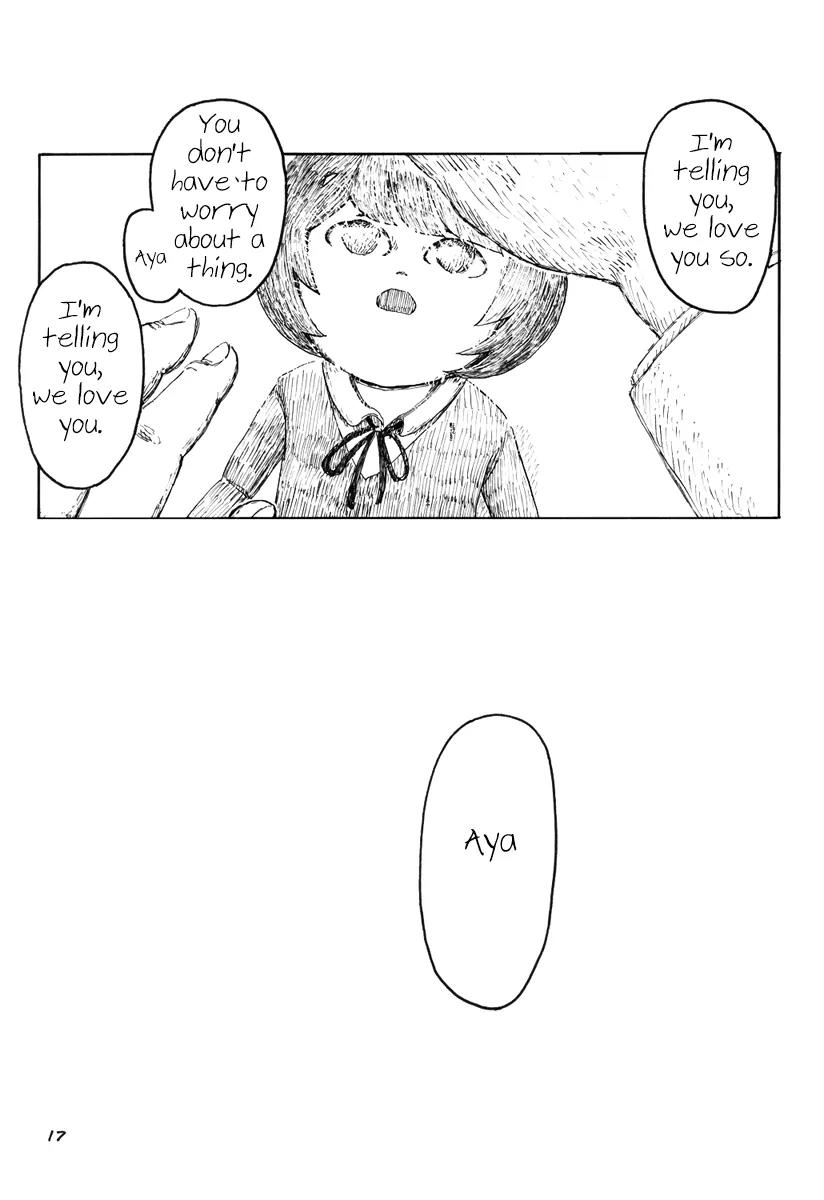 I'm
telling
you,
we love
you so.
You
don't
have to
worry
about a
thing.
Aya
I'm
telling
you,
we love
you.
Aya
17